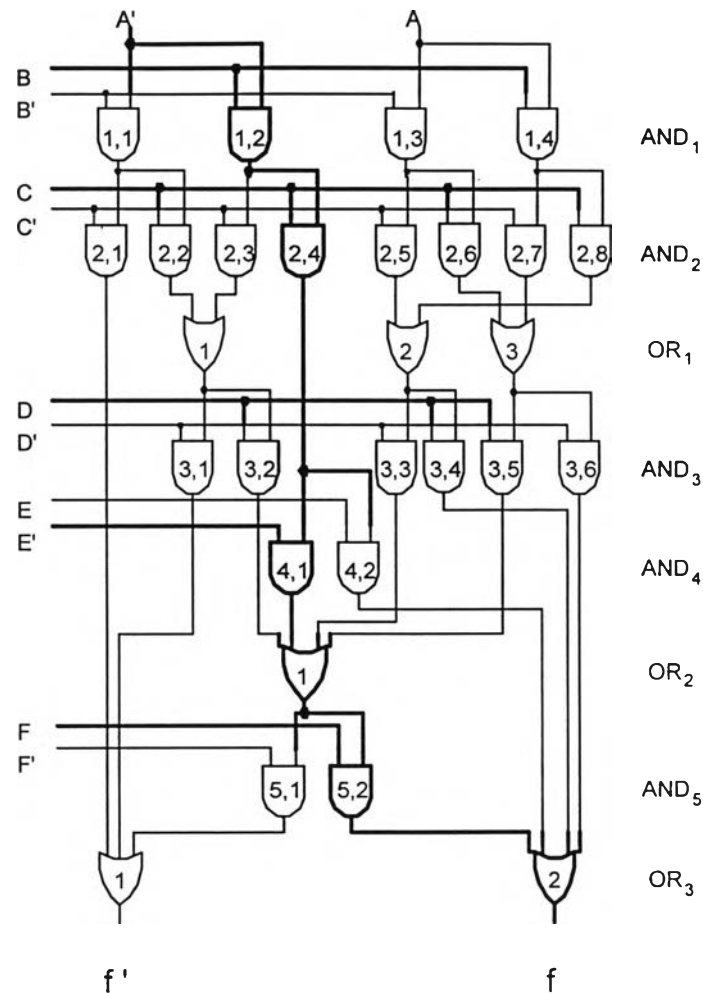 A' A
B
B'
1,1 1,2 1,3 1,4 AND₁
C
C'
2,1 2,2 2,3 2,4 2,5 2,6 2,7 2,8 AND₂
1 2 3 OR₁
D
D'
3,1 3,2 3,3 3,4 3,5 3,6 AND₃
E
E'
4,1 4,2 AND₄
1 OR₂
F
F'
5,1 5,2 AND₅
1 2 OR₃
f ' f